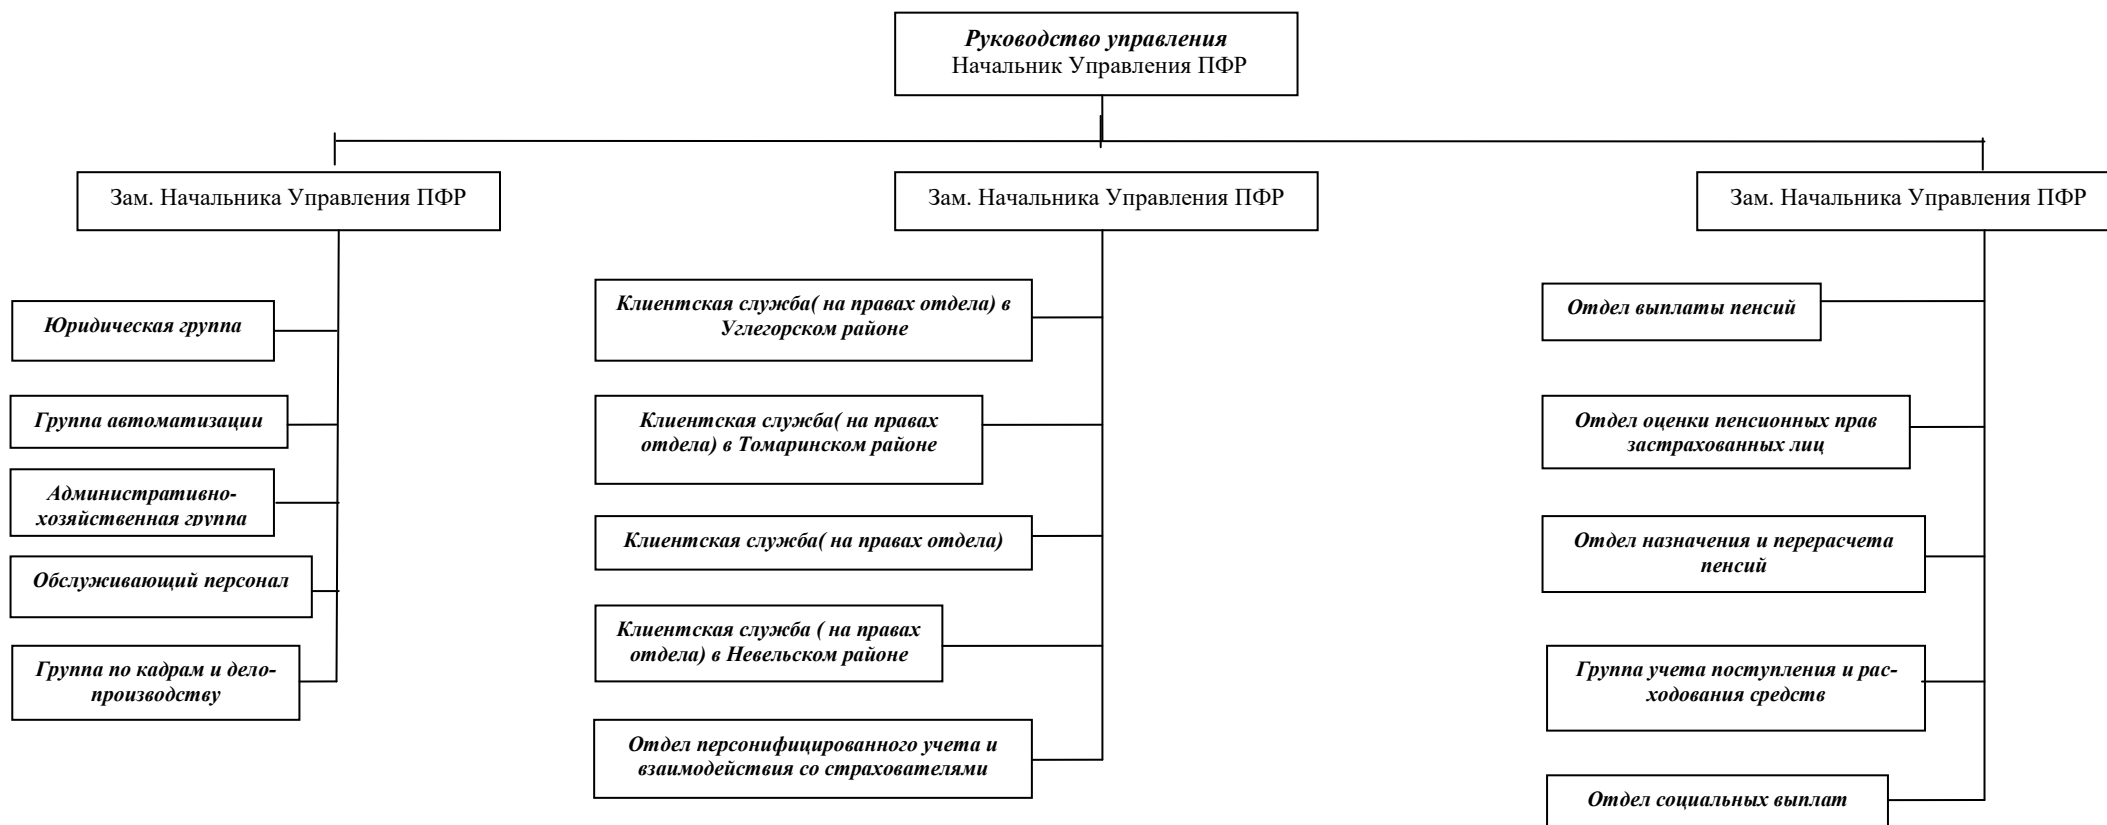 Руководство управления
Начальник Управления ПФР
Зам. Начальника Управления ПФР
Зам. Начальника Управления ПФР
Зам. Начальника Управления ПФР
Юридическая группа
Группа автоматизации
Административно-
хозяйственная группа
Обслуживающий персонал
Группа по кадрам и дело-
производству
Клиентская служба( на правах отдела) в
Углегорском районе
Клиентская служба( на правах
отдела) в Томаринском районе
Клиентская служба( на правах отдела)
Клиентская служба ( на правах
отдела) в Невельском районе
Отдел персонифицированного учета и
взаимодействия со страхователями
Отдел выплаты пенсий
Отдел оценки пенсионных прав
застрахованных лиц
Отдел назначения и перерасчета
пенсий
Группа учета поступления и рас-
ходования средств
Отдел социальных выплат